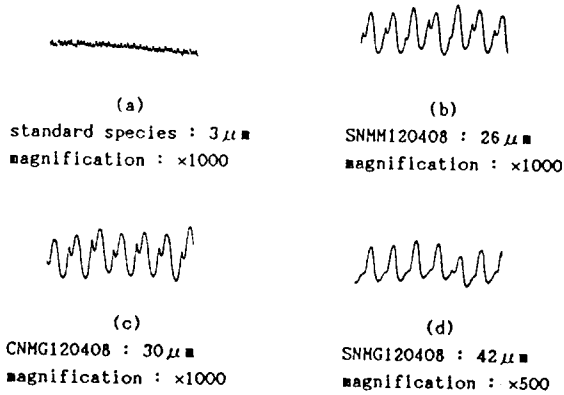 (a)
standard species : 3μm
magnification : ×1000
(b)
SNMM120408 : 26μm
magnification : ×1000
(c)
CNMG120408 : 30μm
magnification : ×1000
(d)
SNMG120408 : 42μm
magnification : ×500